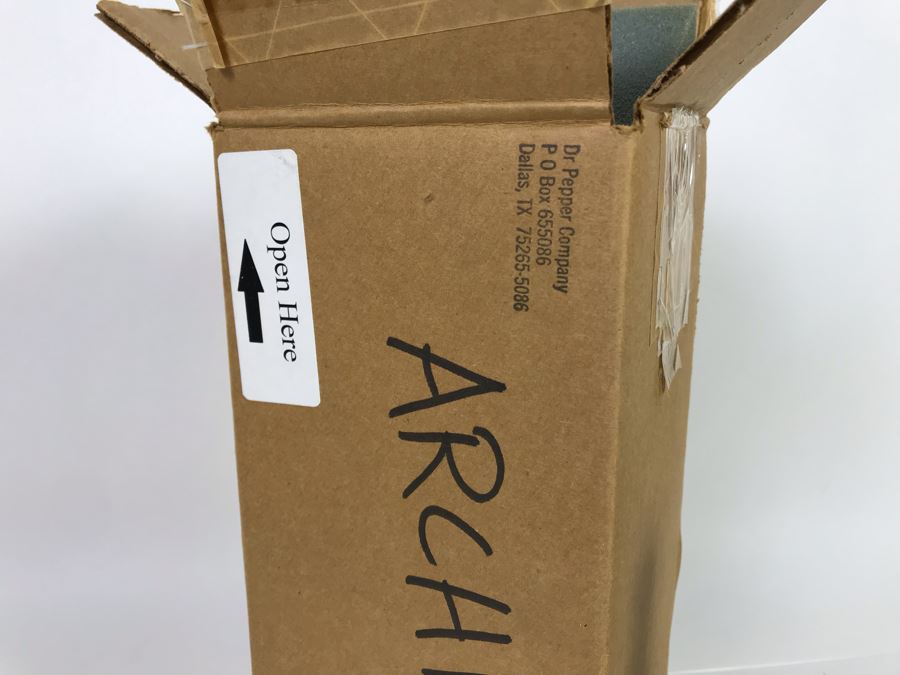 Dr Pepper Company
P O Box 655086
Dallas, TX 75265-5086
Open Here
ARCH